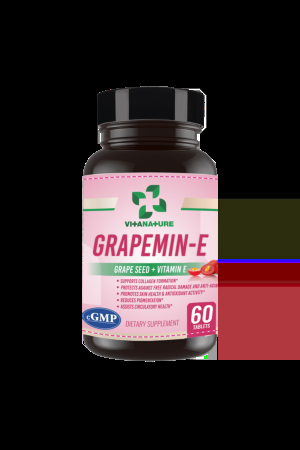 VITANATURE
GRAPEMIN-E
GRAPE SEED + VITAMIN E
• SUPPORTS COLLAGEN FORMATION*
• PROTECTS AGAINST FREE RADICAL DAMAGE AND ANTI-AGING*
• PROMOTES SKIN HEALTH & ANTIOXIDANT ACTIVITY*
• REDUCES PIGMENTATION*
• BOOSTS CIRCULATORY HEALTH*
cGMP
60
TABLETS
DIETARY SUPPLEMENT